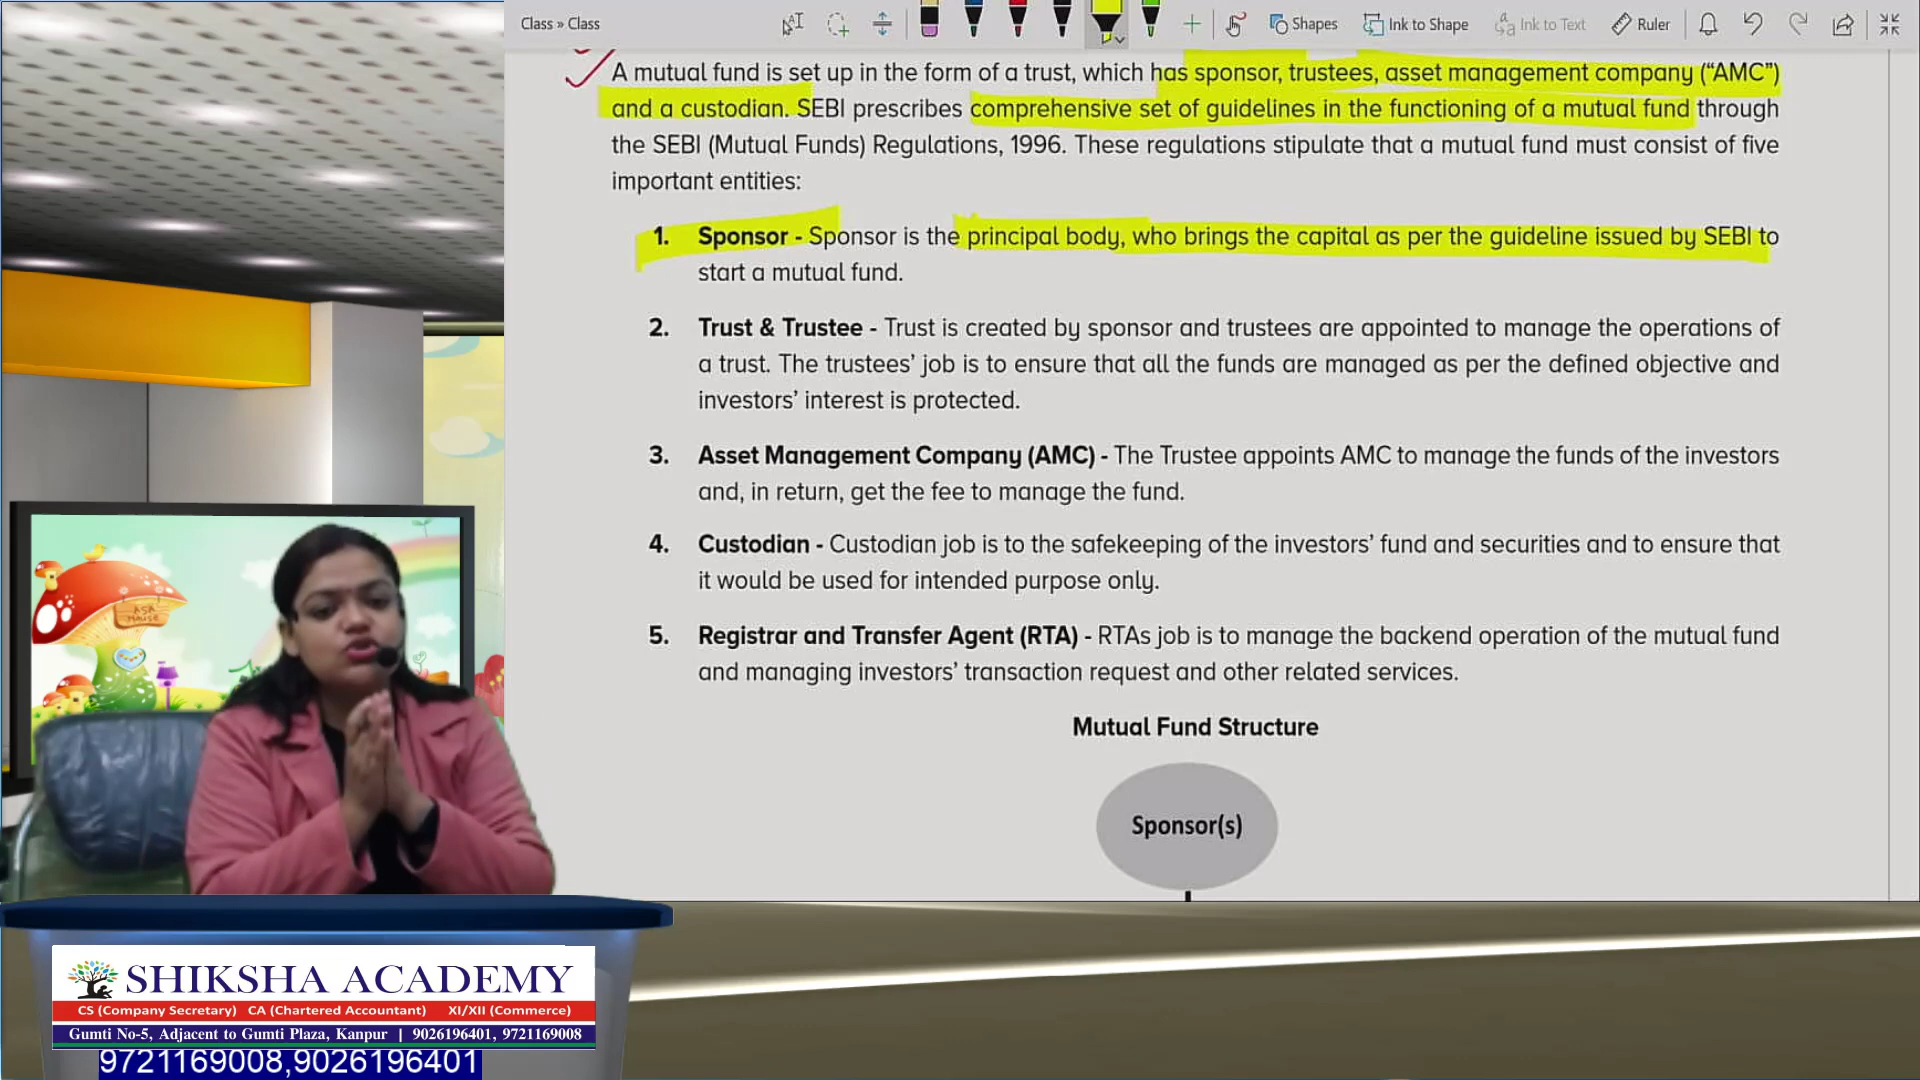 Class » Class
Shapes
Ink to Shape
Ink to Text
Ruler
A mutual fund is set up in the form of a trust, which has sponsor, trustees, asset management company (“AMC”)
and a custodian. SEBI prescribes comprehensive set of guidelines in the functioning of a mutual fund through
the SEBI (Mutual Funds) Regulations, 1996. These regulations stipulate that a mutual fund must consist of five
important entities:
1. Sponsor - Sponsor is the principal body, who brings the capital as per the guideline issued by SEBI to
start a mutual fund.
2. Trust & Trustee - Trust is created by sponsor and trustees are appointed to manage the operations of
a trust. The trustees’ job is to ensure that all the funds are managed as per the defined objective and
investors’ interest is protected.
3. Asset Management Company (AMC) - The Trustee appoints AMC to manage the funds of the investors
and, in return, get the fee to manage the fund.
4. Custodian - Custodian job is to the safekeeping of the investors’ fund and securities and to ensure that
it would be used for intended purpose only.
5. Registrar and Transfer Agent (RTA) - RTAs job is to manage the backend operation of the mutual fund
and managing investors’ transaction request and other related services.
Mutual Fund Structure
Sponsor(s)
SHIKSHA ACADEMY
CS (Company Secretary) CA (Chartered Accountant) XI/XII (Commerce)
Gumti No-5, Adjacent to Gumti Plaza, Kanpur | 9026196401, 9721169008
9721169008,9026196401